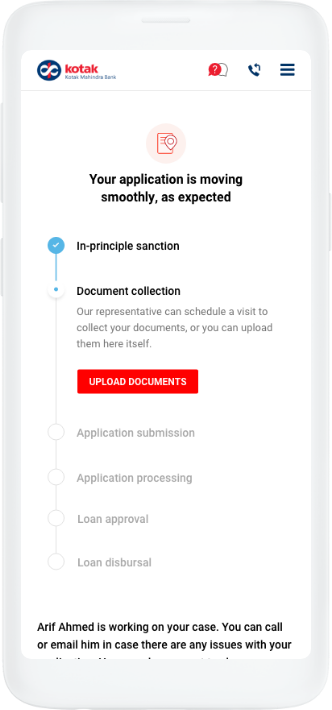 kotak
Kotak Mahindra Bank
Your application is moving
smoothly, as expected
In-principle sanction
Document collection
Our representative can schedule a visit to
collect your documents, or you can upload
them here itself.
UPLOAD DOCUMENTS
Application submission
Application processing
Loan approval
Loan disbursal
Arif Ahmed is working on your case. You can call
or email him in case there are any issues with your